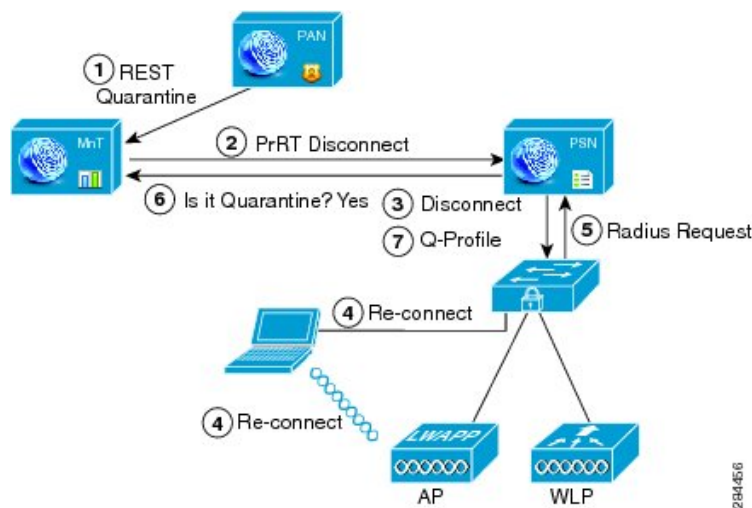 PAN
1 REST
Quarantine
MnT
2 PrRT Disconnect
PSN
6 Is it Quarantine? Yes
3 Disconnect
7 Q-Profile
5 Radius Request
4 Re-connect
4 Re-connect
LWAPP
AP
WLP
284456